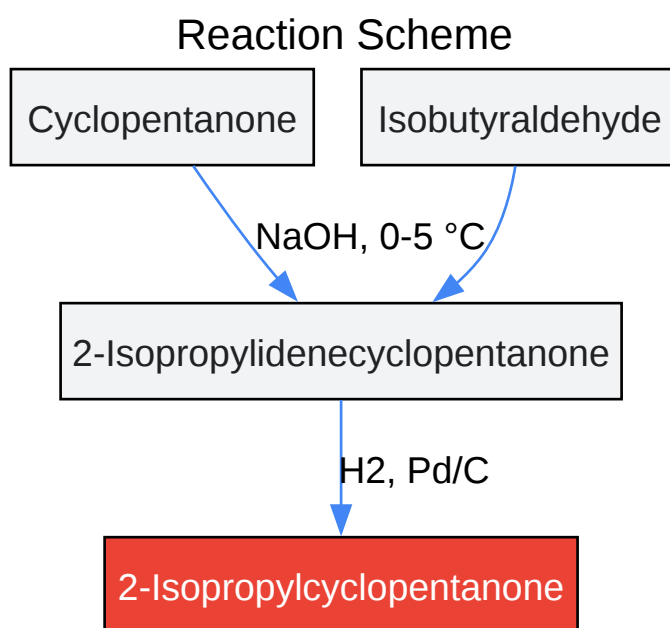 Reaction Scheme
Cyclopentanone
Isobutyraldehyde
NaOH, 0-5 °C
2-Isopropylidenecyclopentanone
H2, Pd/C
2-Isopropylcyclopentanone